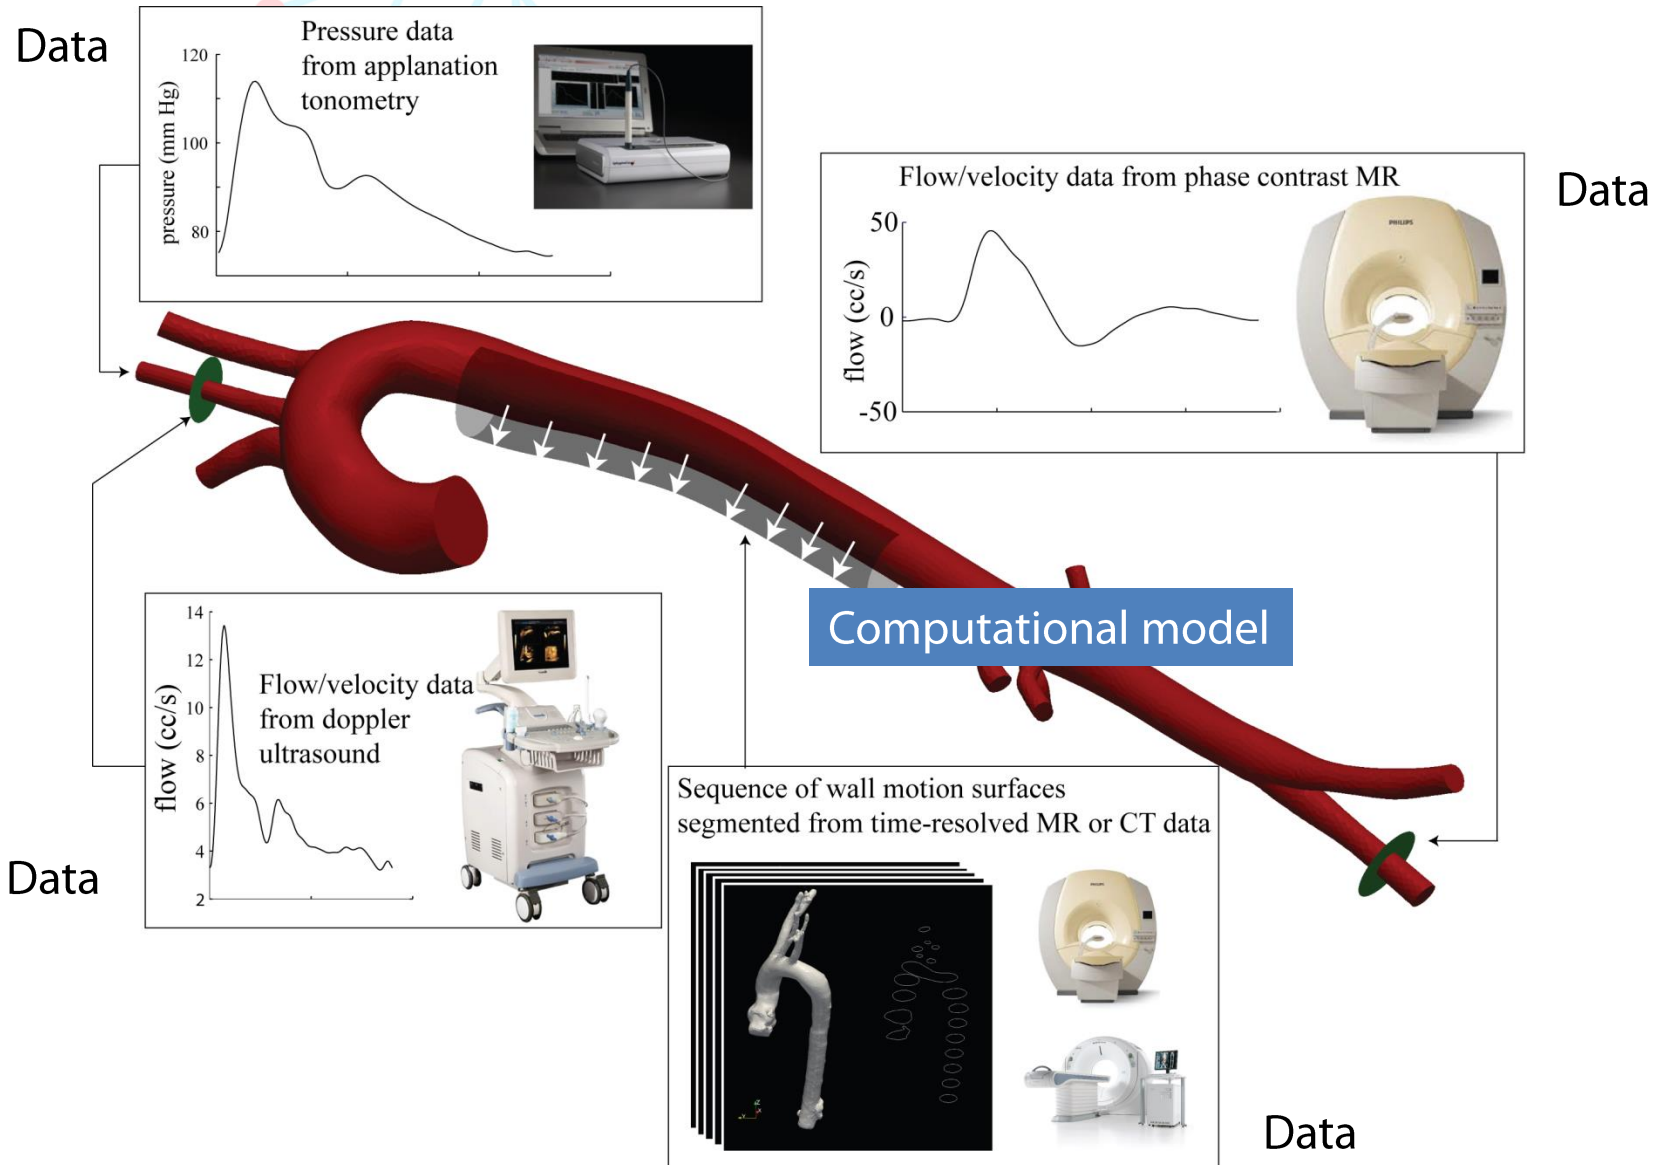 Data
Pressure data
from applanation
tonometry
pressure (mm Hg)
120
100
80
Flow/velocity data from phase contrast MR
Data
flow (cc/s)
50
0
-50
PHILIPS
Computational model
14
12
10
8
6
4
2
flow (cc/s)
Flow/velocity data
from doppler
ultrasound
Data
Sequence of wall motion surfaces
segmented from time-resolved MR or CT data
PHILIPS
Data